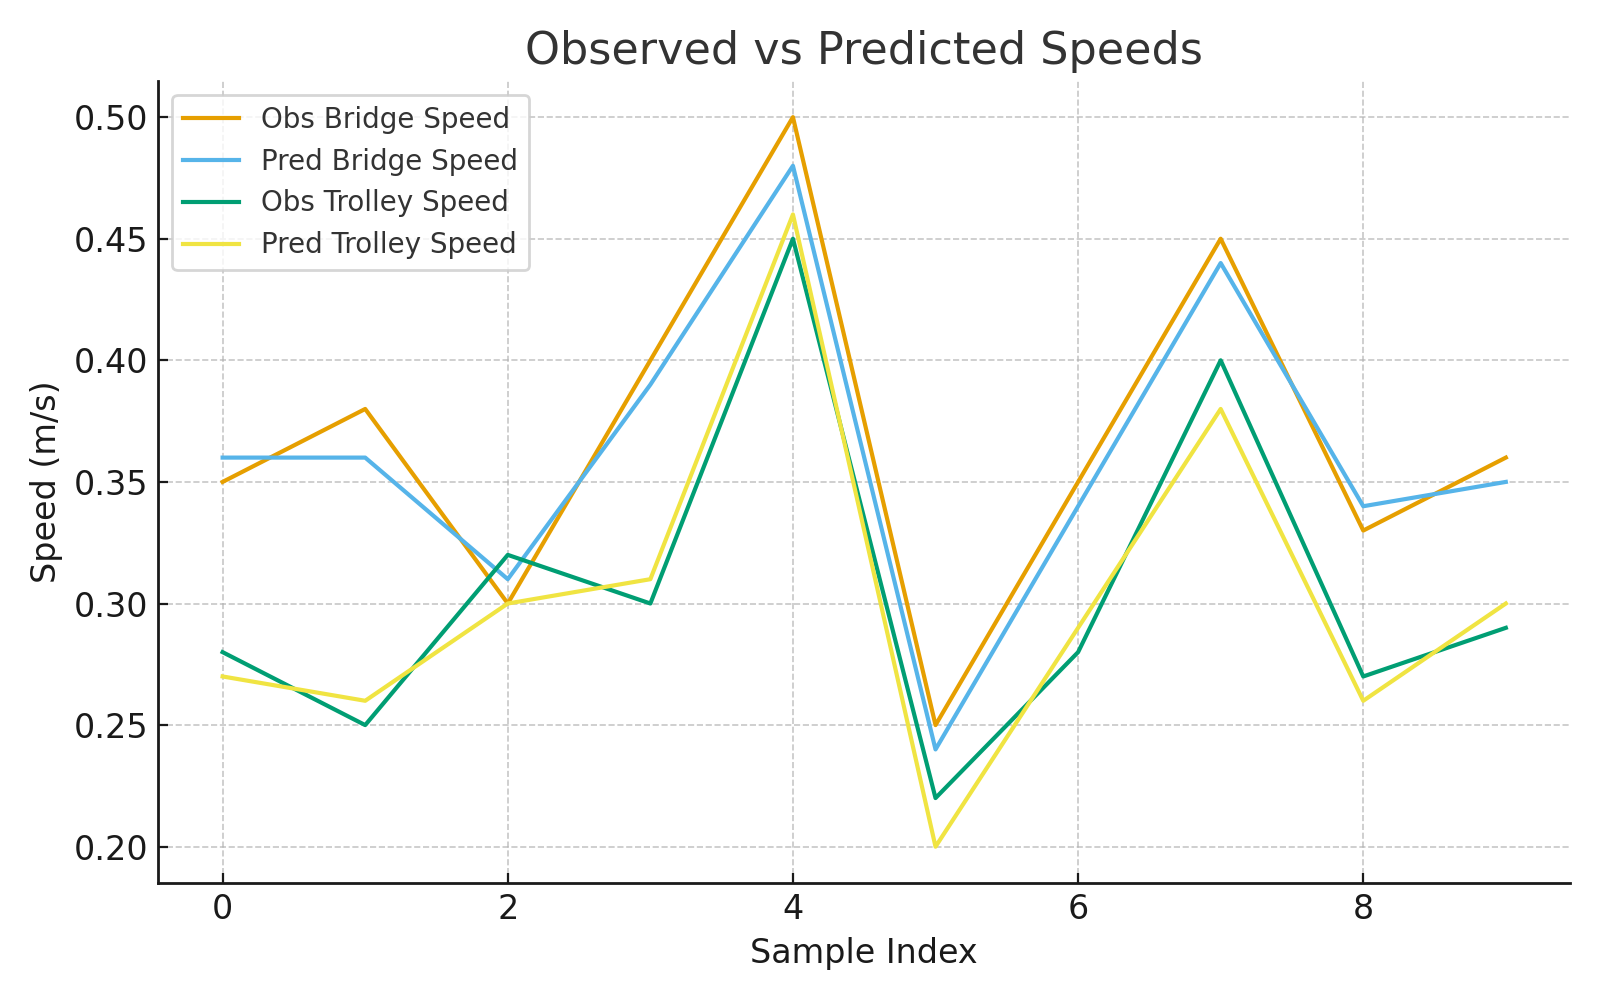 Observed vs Predicted Speeds
Obs Bridge Speed
Pred Bridge Speed
Obs Trolley Speed
Pred Trolley Speed
0.50
0.45
0.40
0.35
0.30
0.25
0.20
Speed (m/s)
0 2 4 6 8
Sample Index